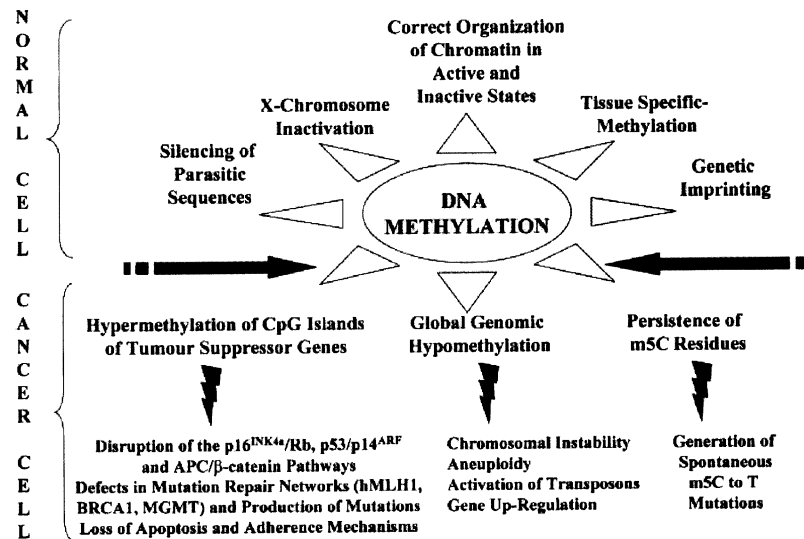 NORMAL CELL
Correct Organization
of Chromatin in
Active and
Inactive States
X-Chromosome
Inactivation
Tissue Specific-
Methylation
Silencing of
Parasitic
Sequences
Genetic
Imprinting
DNA
METHYLATION
CANCER CELL
Hypermethylation of CpG Islands
of Tumour Suppressor Genes
Global Genomic
Hypomethylation
Persistence of
m5C Residues
Disruption of the p16INK4a/Rb, p53/p14ARF
and APC/β-catenin Pathways
Defects in Mutation Repair Networks (hMLH1,
BRCA1, MGMT) and Production of Mutations
Loss of Apoptosis and Adherence Mechanisms
Chromosomal Instability
Aneuploidy
Activation of Transposons
Gene Up-Regulation
Generation of
Spontaneous
m5C to T
Mutations